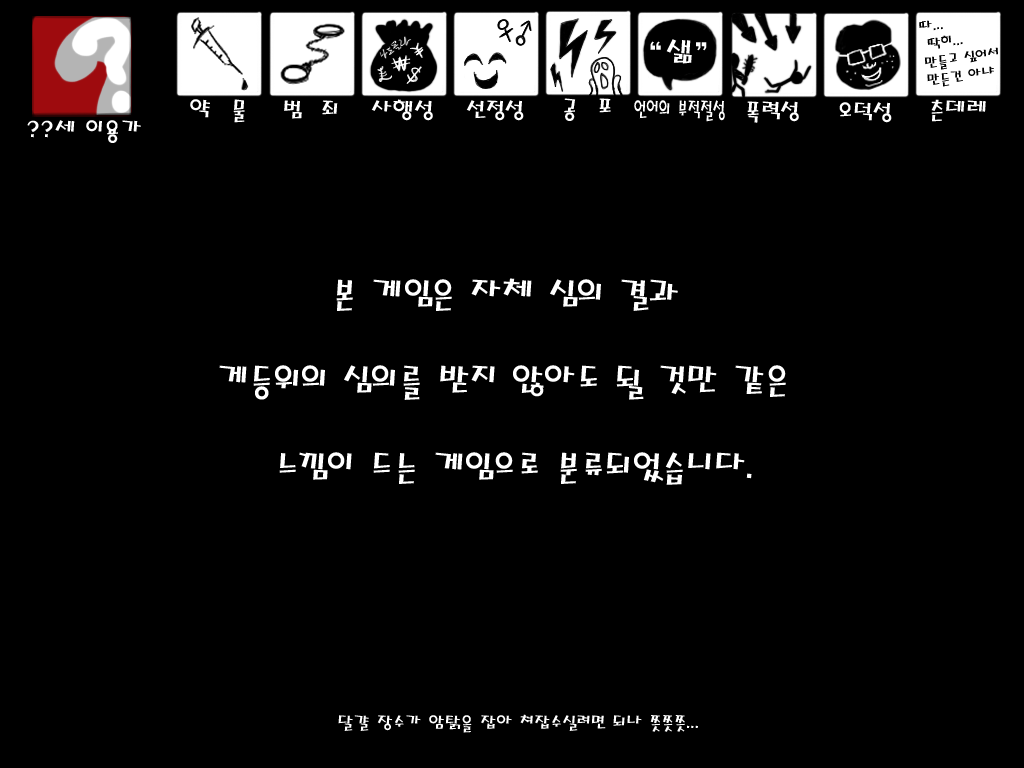 ??세 이용가
약 물
범 죄
사행성
선정성
공 포
언어의 부적절성
폭력성
오덕성
츤데레
“샒”
따...
딱히...
만들고 싶어서
만든건 아냐
본 게임은 자체 심의 결과
게등위의 심의를 받지 않아도 될 것만 같은
느낌이 드는 게임으로 분류되었습니다.
달걀 장수가 암탉을 잡아 쳐잡수실려면 되나 쯧쯧쯧...